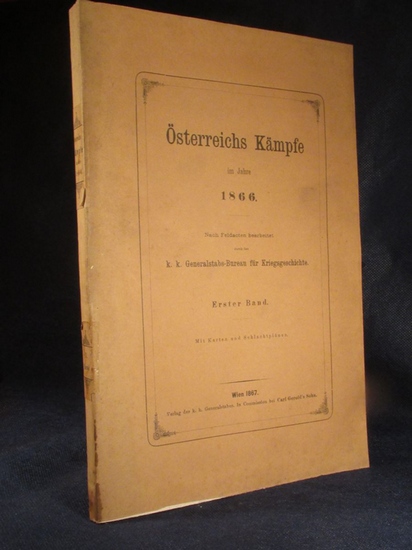 Österreichs Kämpfe
im Jahre
1866.
Nach Feldacten bearbeitet
durch das
k. k. Generalstabs-Bureau für Kriegsgeschichte.
Erster Band.
Mit Karten und Schlachtplänen.
Wien 1867.
Verlag des k. k. Generalstabes. In Commission bei Carl Gerold's Sohn.